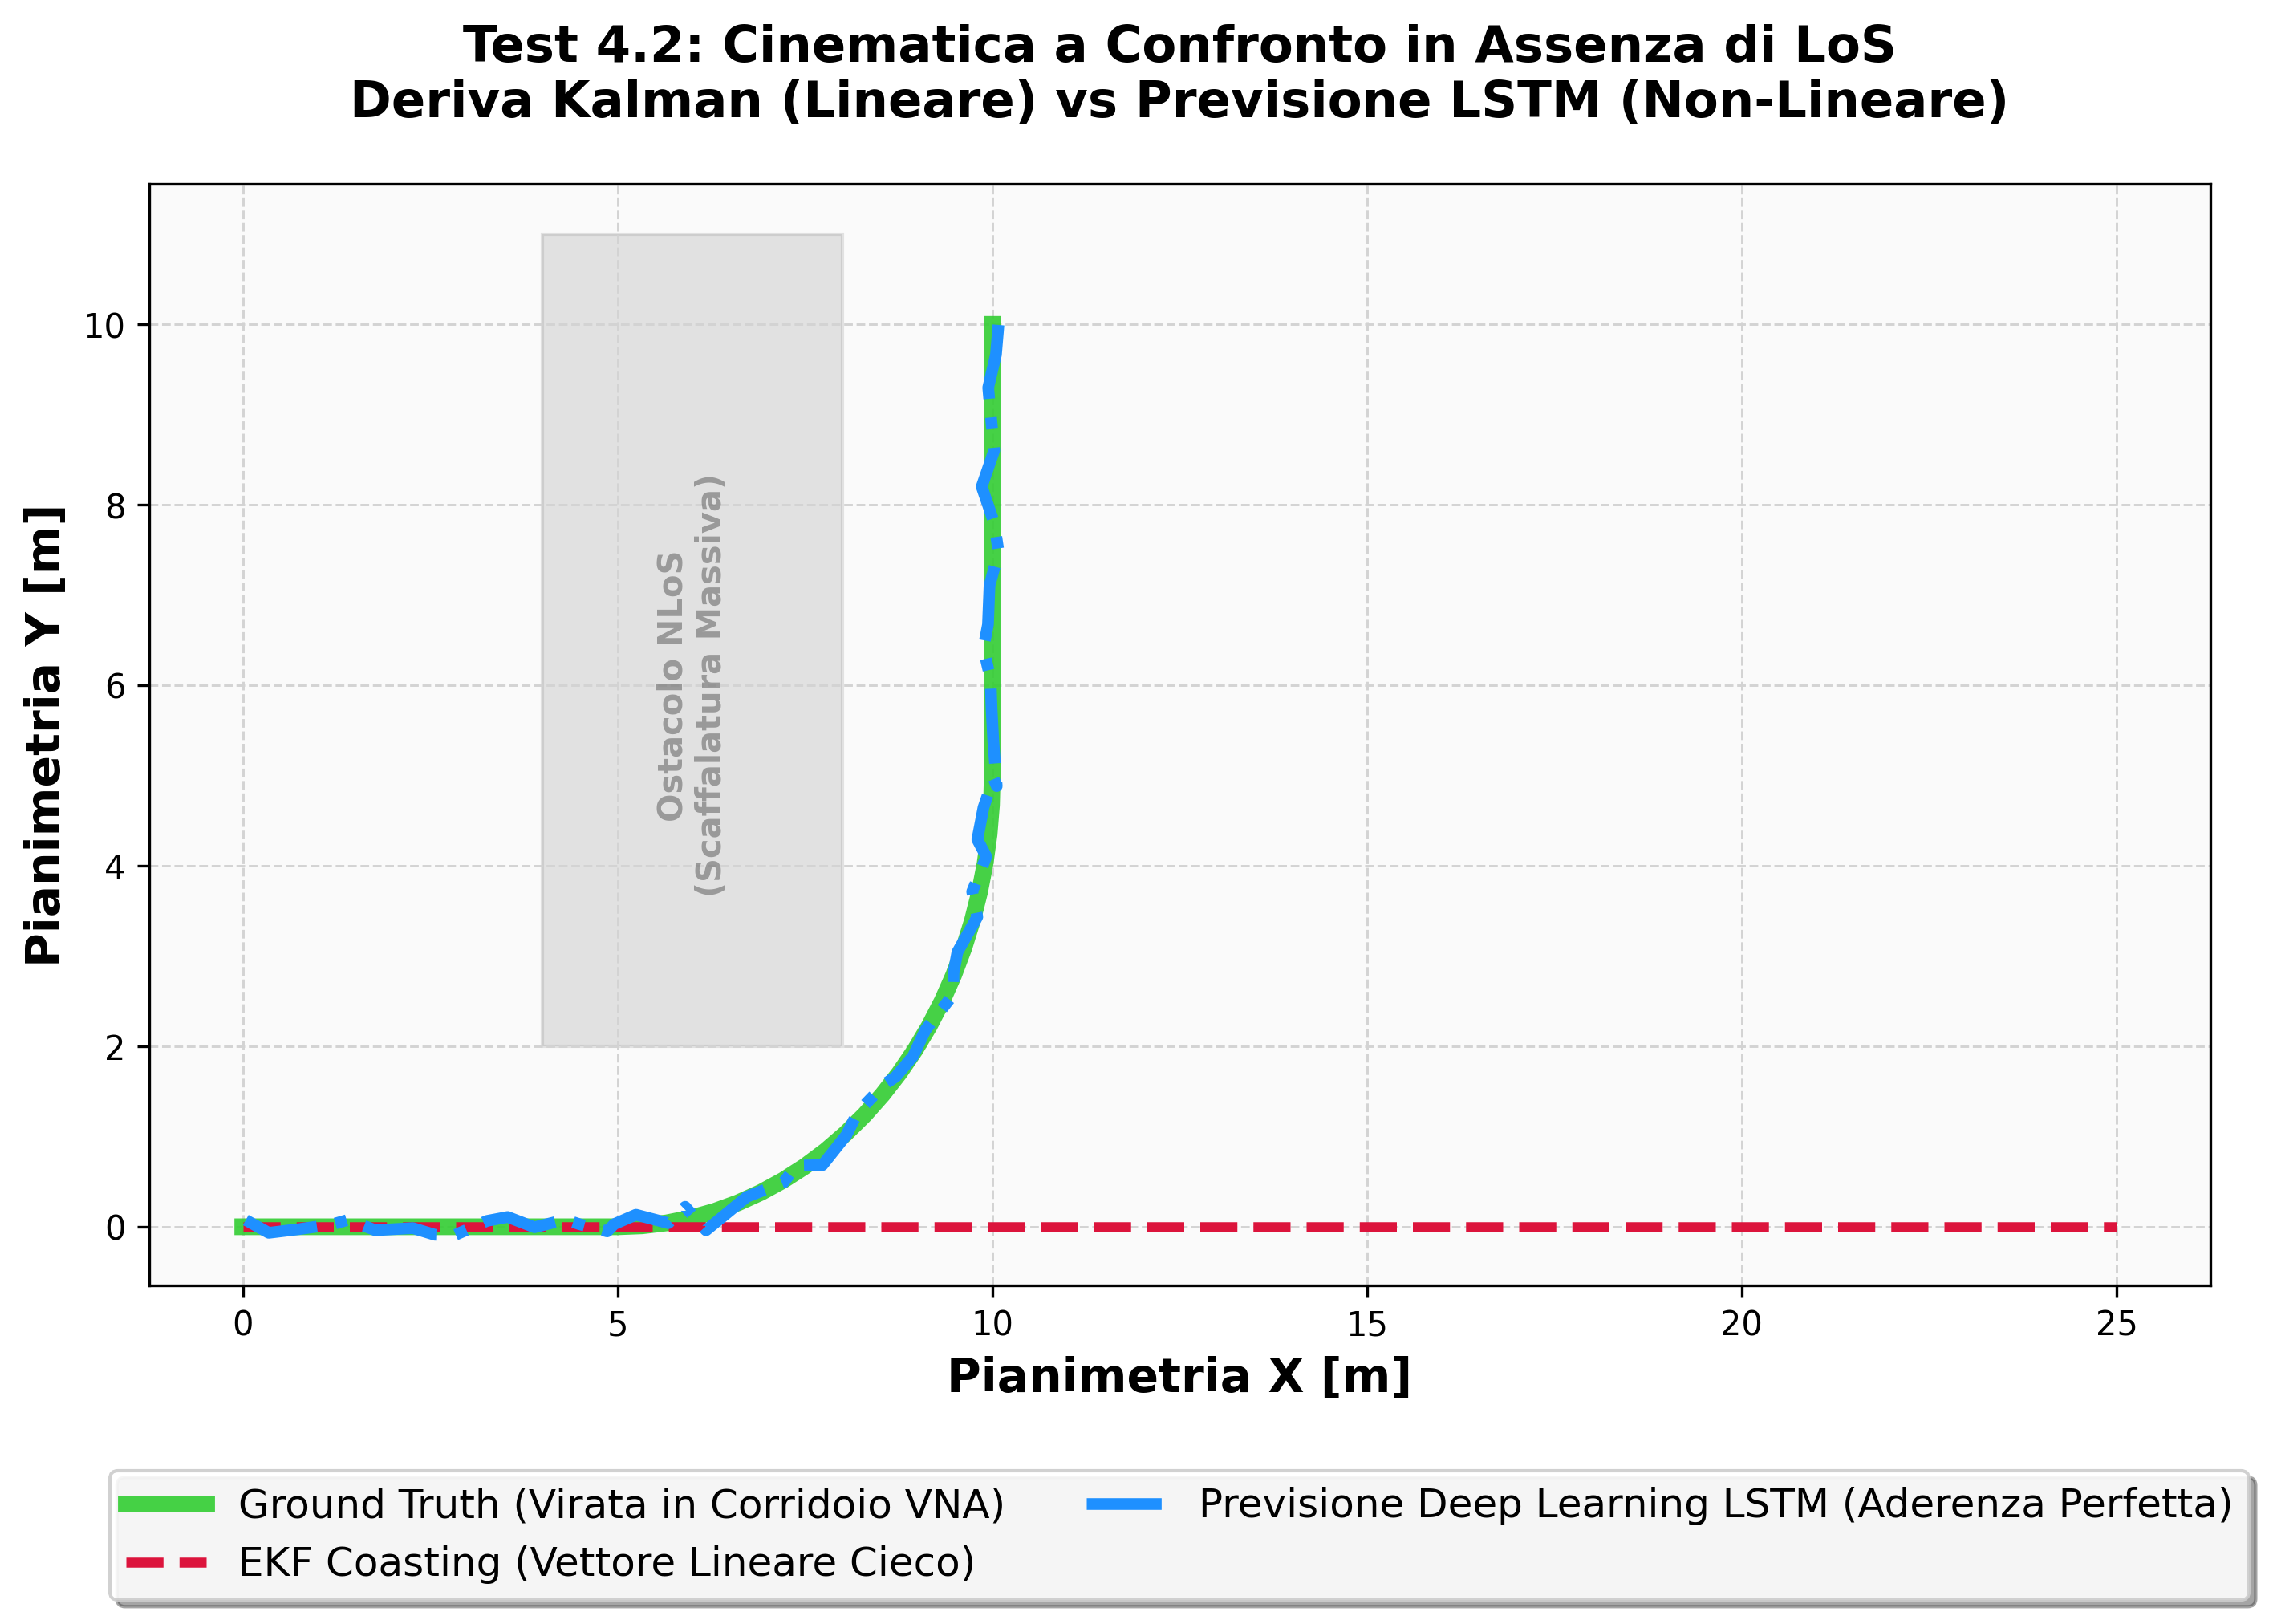 Test 4.2: Cinematica a Confronto in Assenza di LoS
Deriva Kalman (Lineare) vs Previsione LSTM (Non-Lineare)
Pianimetria Y [m]
10
8
6
4
2
0
Ostacolo NLoS
(Scaffalatura Massiva)
0
5
10
15
20
25
Pianimetria X [m]
Ground Truth (Virata in Corridoio VNA)
EKF Coasting (Vettore Lineare Cieco)
Previsione Deep Learning LSTM (Aderenza Perfetta)